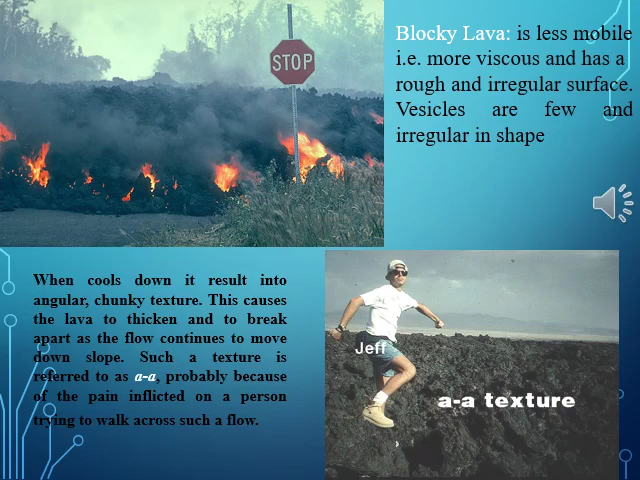 STOP
Blocky Lava: is less mobile
i.e. more viscous and has a
rough and irregular surface.
Vesicles are few and
irregular in shape
When cools down it result into
angular, chunky texture. This causes
the lava to thicken and to break
apart as the flow continues to move
down slope. Such a texture is
referred to as a-a, probably because
of the pain inflicted on a person
trying to walk across such a flow.
Jeff
a-a texture